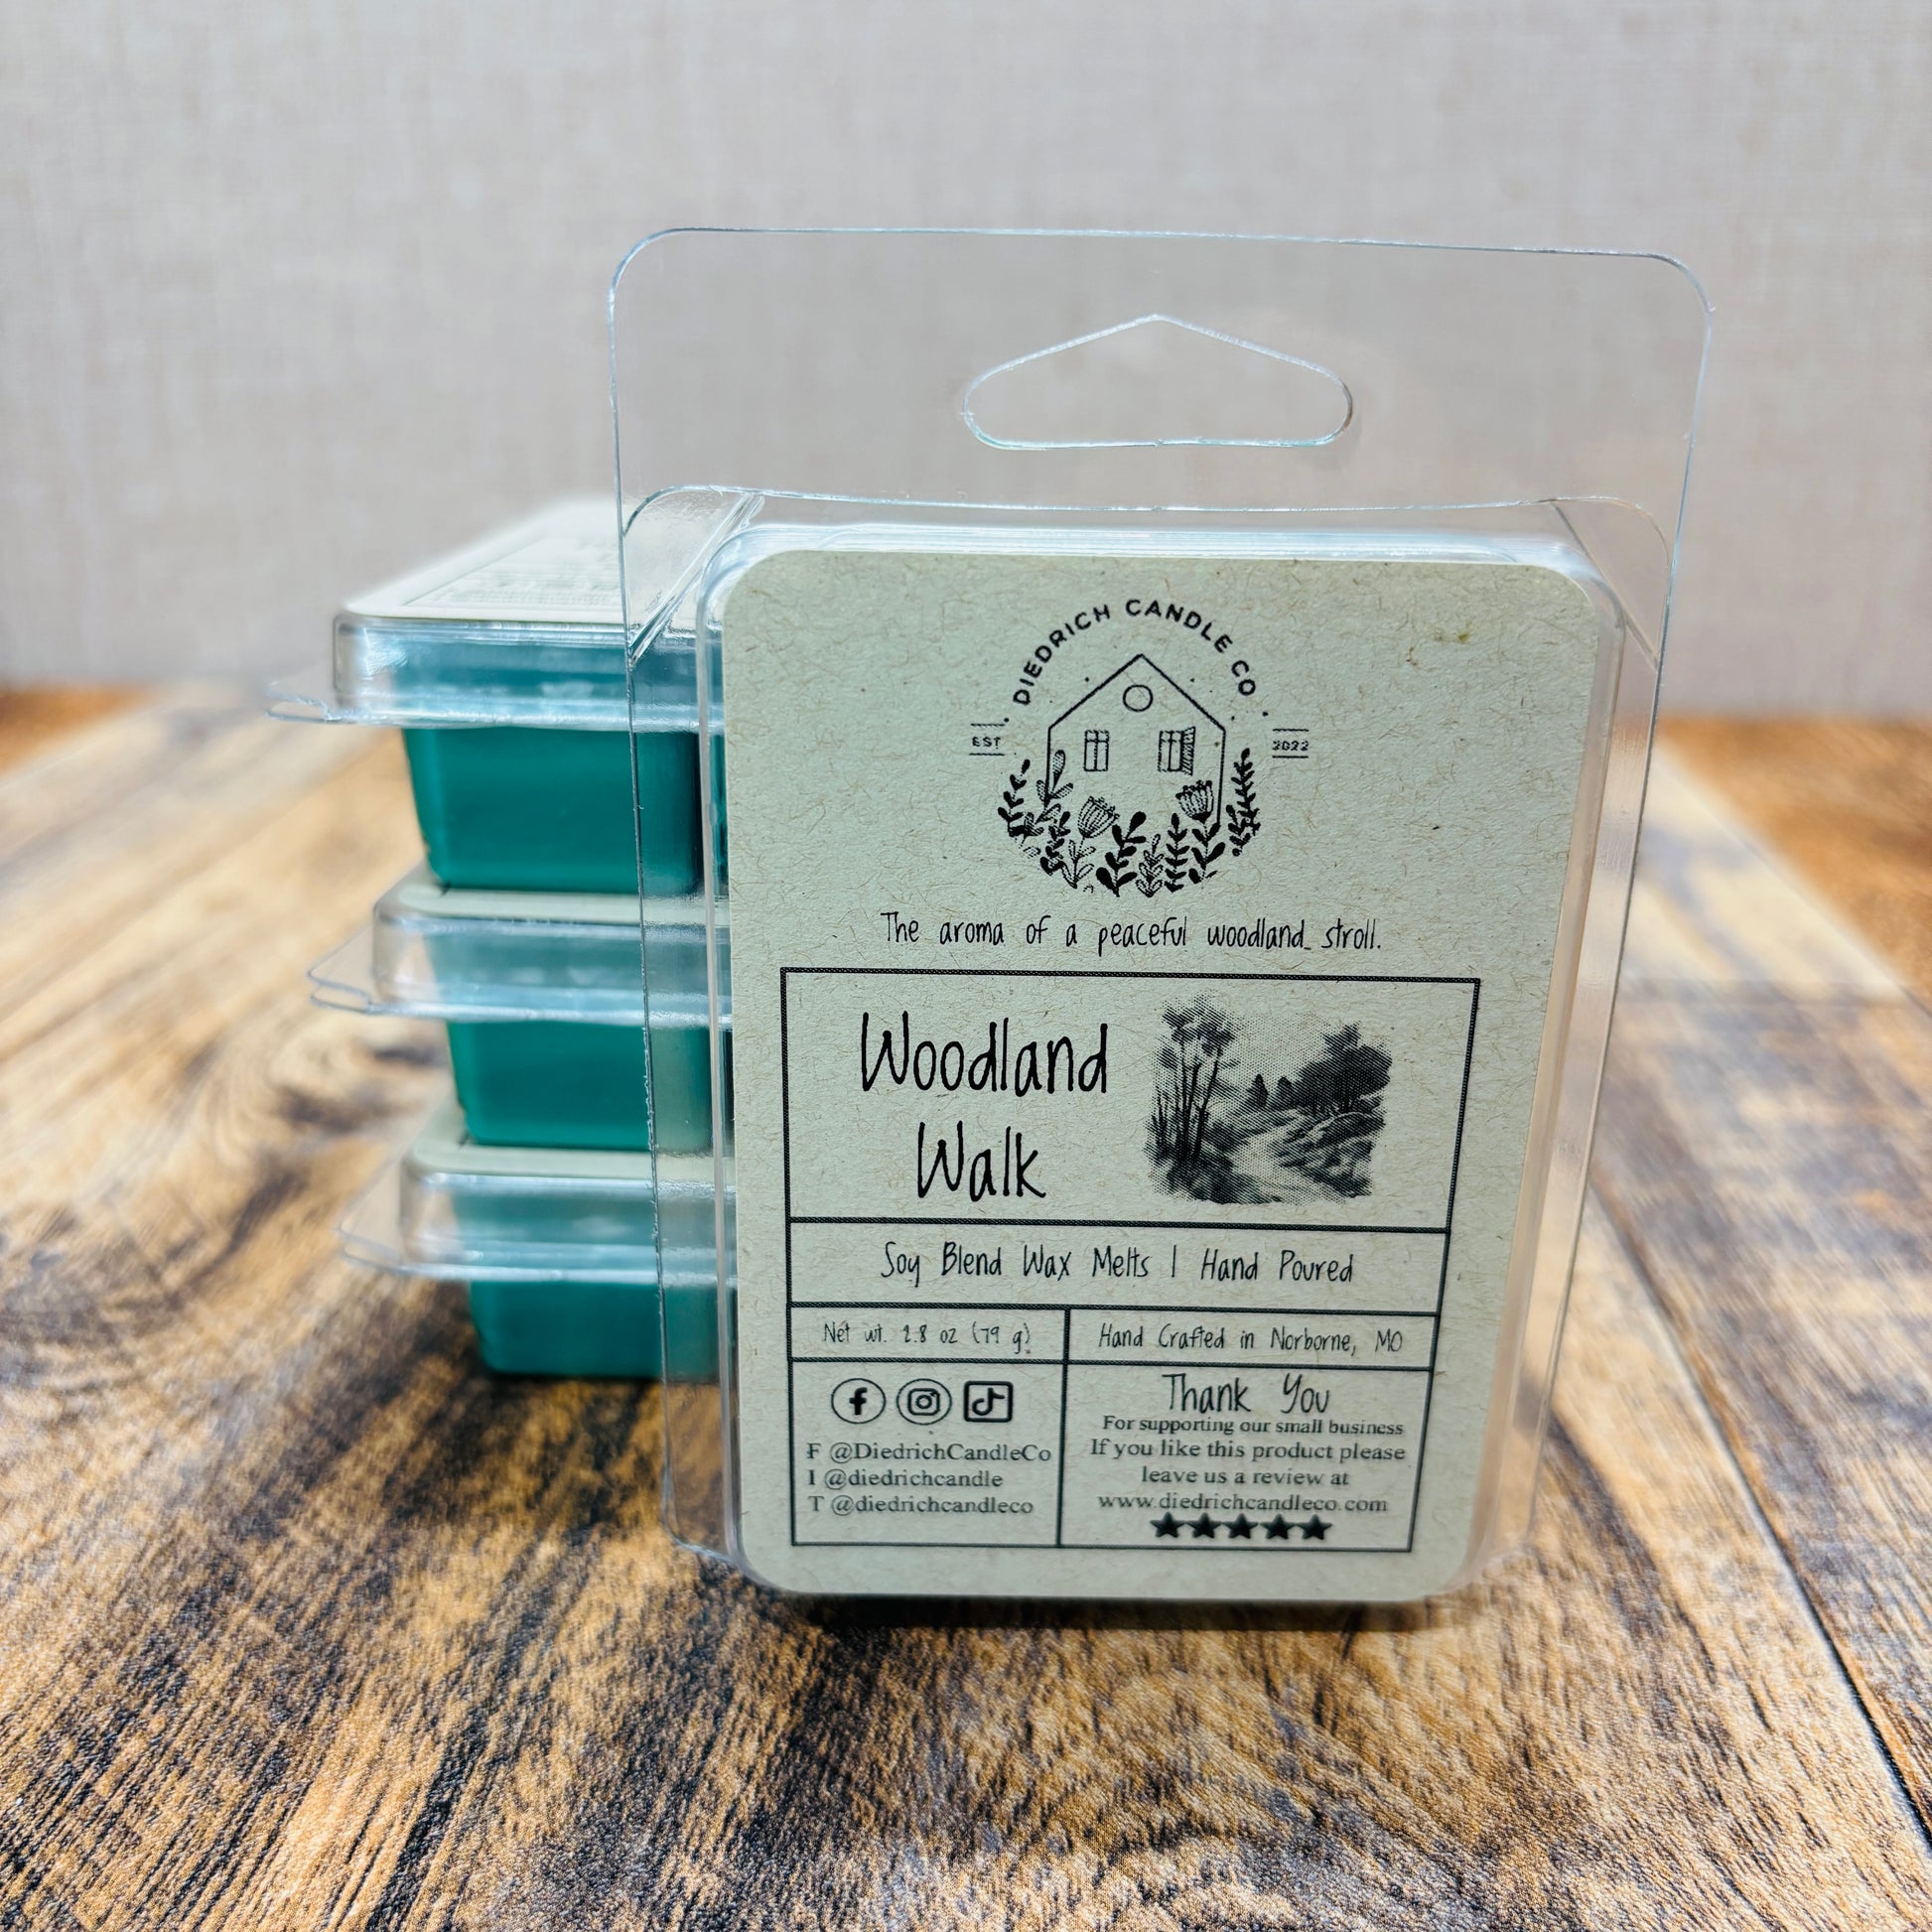 DIEDRICH CANDLE CO
EST 2022
The aroma of a peaceful woodland stroll.
Woodland
Walk
Soy Blend Wax Melts | Hand Poured
Net wt. 2.8 oz (79 g)
Hand Crafted in Norborne, MO
F @DiedrichCandleCo
I @diedrichcandle
T @diedrichcandleco
Thank You
For supporting our small business
If you like this product please
leave us a review at
www.diedrichcandleco.com